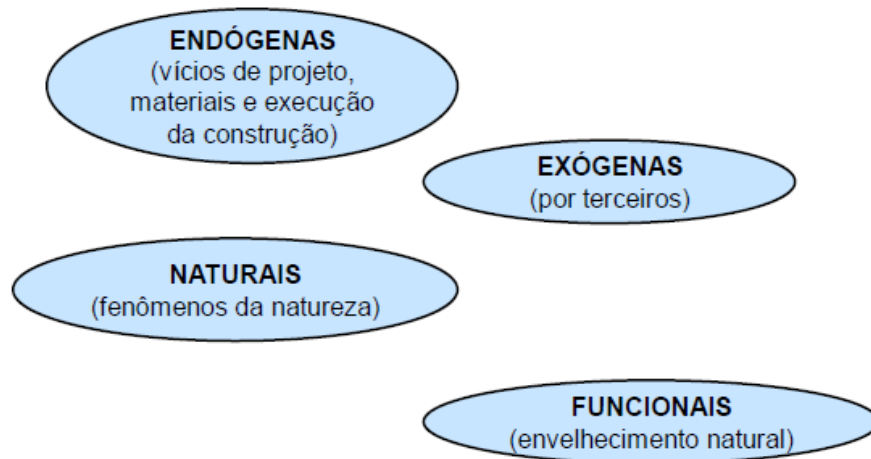 ENDÓGENAS
(vícios de projeto,
materiais e execução
da construção)
EXÓGENAS
(por terceiros)
NATURAIS
(fenômenos da natureza)
FUNCIONAIS
(envelhecimento natural)